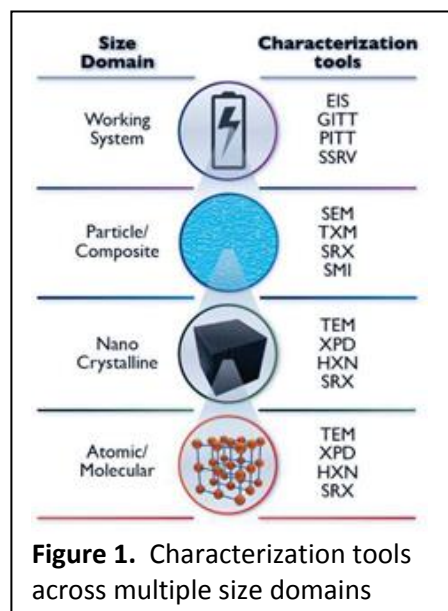 Size Domain
Characterization tools
Working System
EIS
GITT
PITT
SSRV
Particle/ Composite
SEM
TXM
SRX
SMI
Nano Crystalline
TEM
XPD
HXN
SRX
Atomic/ Molecular
TEM
XPD
HXN
SRX
Figure 1. Characterization tools
across multiple size domains